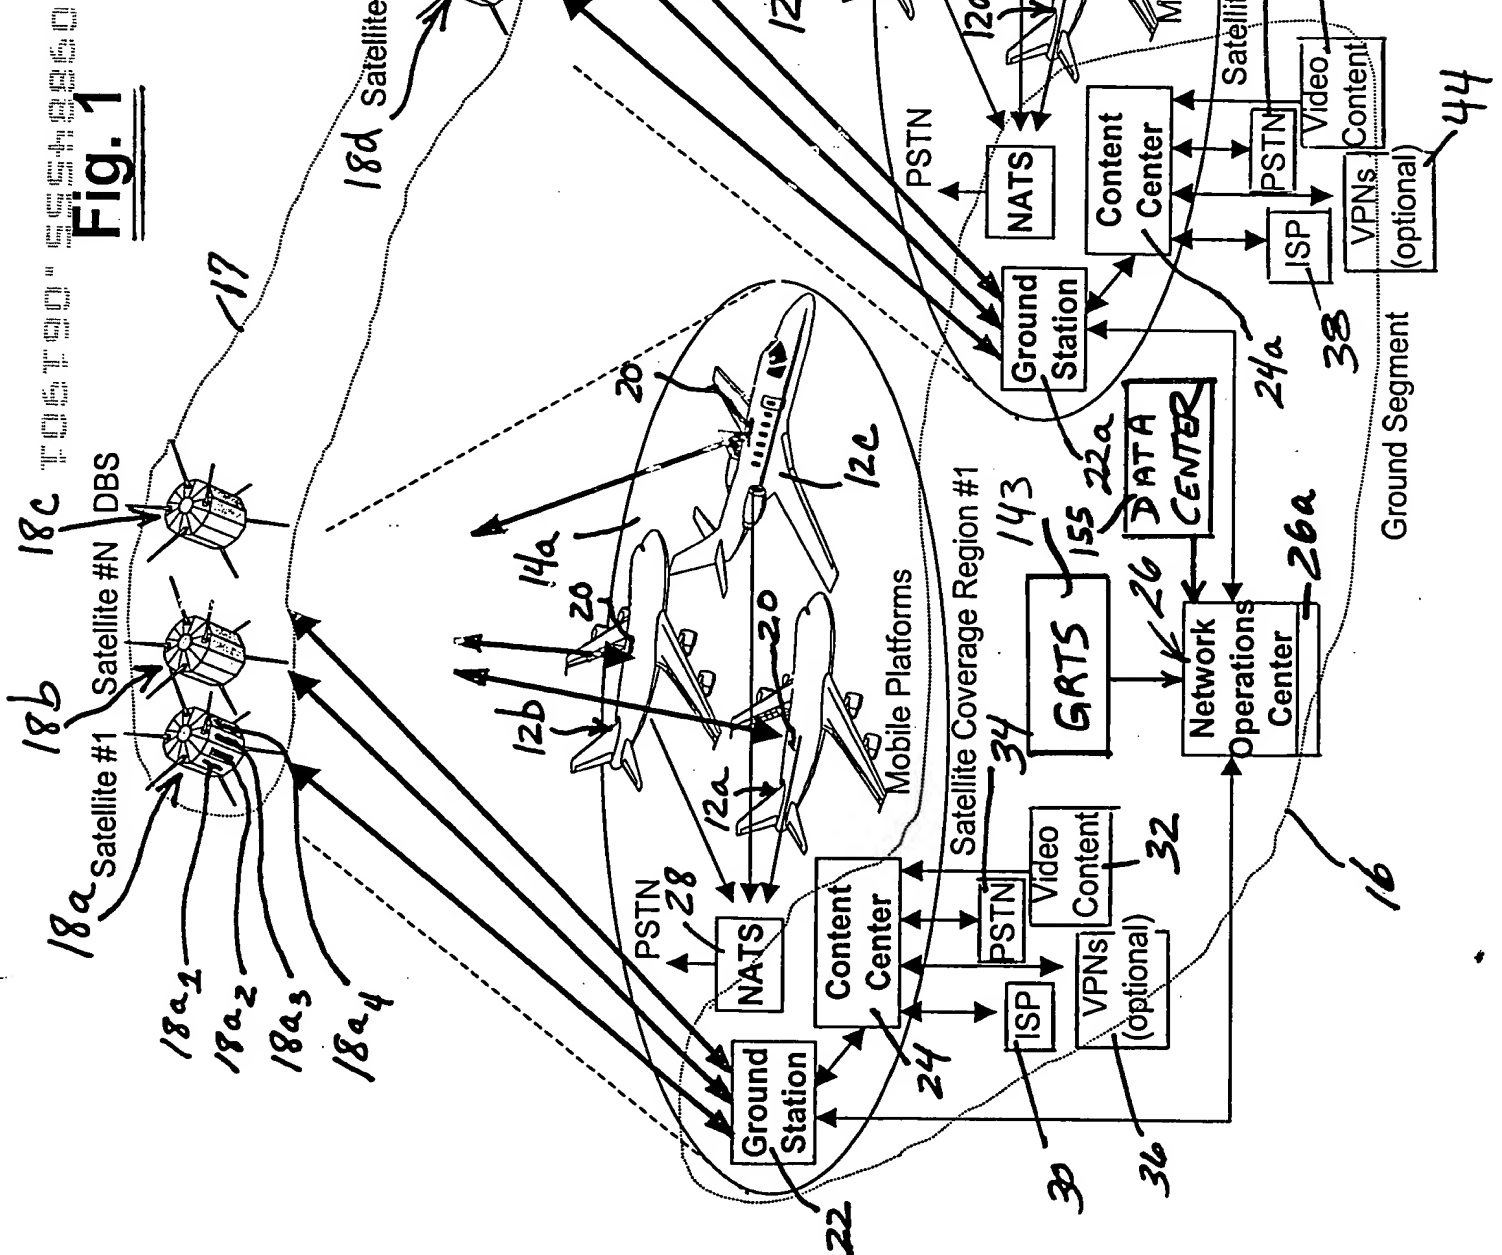 Fig. 1
17
18c
DBS
Satellite #N
18b
Satellite #1
18a
18a1
18a2
18a3
18a4
18d
Satellite
20
12c
14a
20
12b
20
12a
Mobile Platforms
Satellite Coverage Region #1
PSTN
28
NATS
Content
Center
24
Ground
Station
22
PSTN
34
Video
Content
32
ISP
30
VPNs
(optional)
36
GRTS
143
DATA
CENTER
155
26
Network
Operations
Center
26a
16
PSTN
NATS
Content
Center
24a
Ground
Station
22a
PSTN
Video
Content
ISP
38
VPNs
(optional)
44
Ground Segment
Satellit